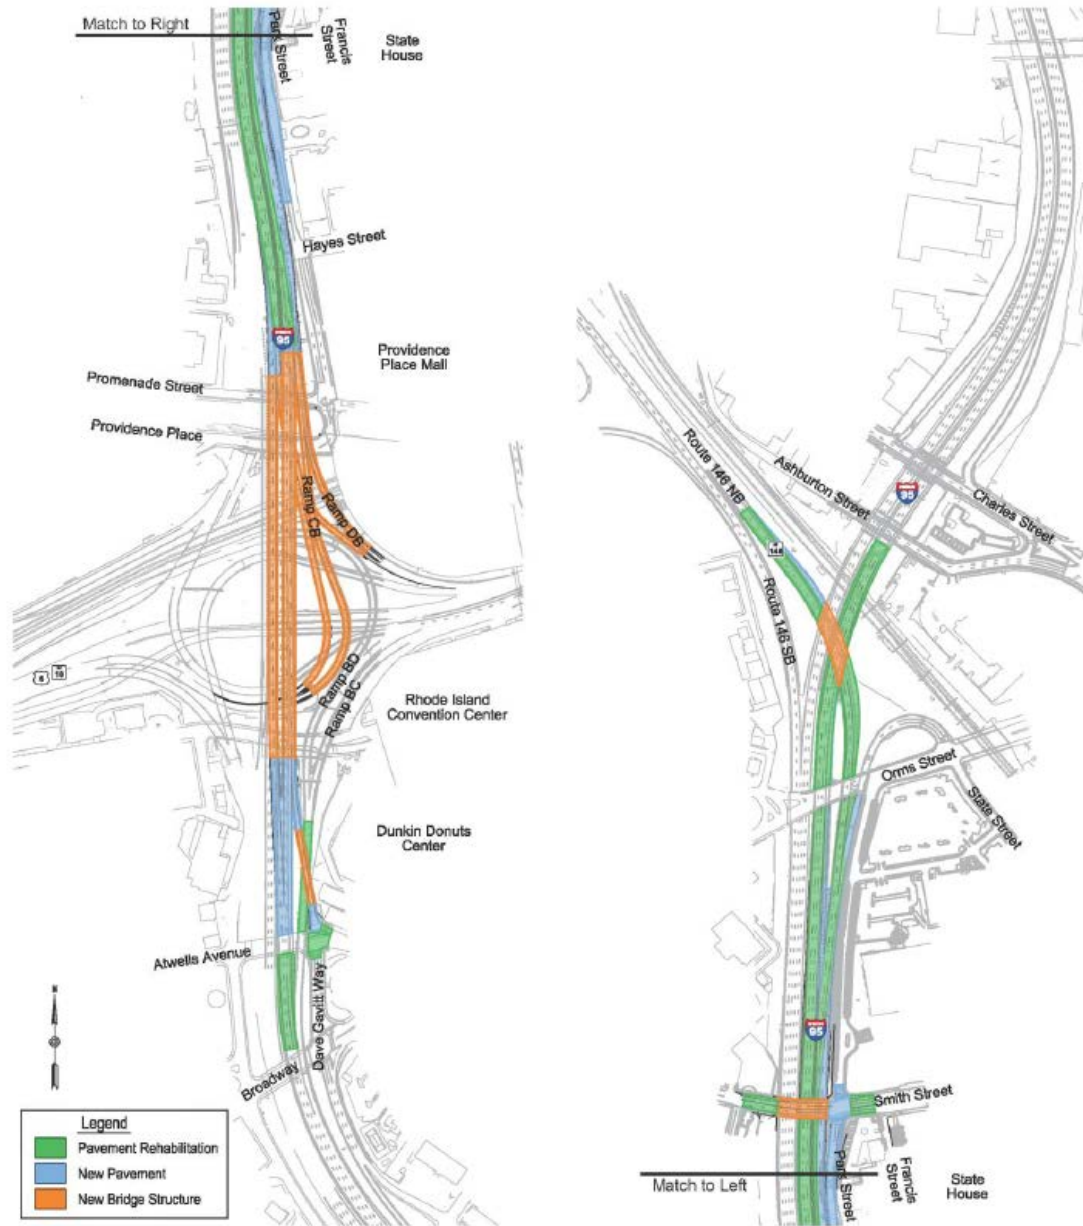 Match to Right
Park Street
Francis
Street
State
House
Hayes Street
95
Providence
Place Mall
Promenade Street
Providence Place
Ramp CB
Ramp DB
6
10
Ramp BD
Ramp BC
Rhode Island
Convention Center
Dunkin Donuts
Center
Atwells Avenue
Dave Gavitt Way
Broadway
N
Legend
Pavement Rehabilitation
New Pavement
New Bridge Structure
Route 146 NB
Ashburton Street
95
Charles Street
146
Route 146 SB
Orms Street
State Street
95
Smith Street
Match to Left
Park Street
Francis
Street
State
House